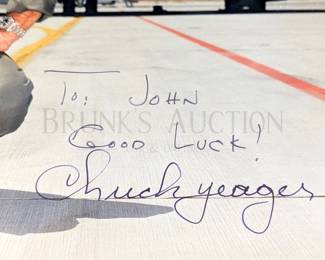 To: JOHN
BRUNK'S AUCTION
GOOD LUCK!
Chuck yeager